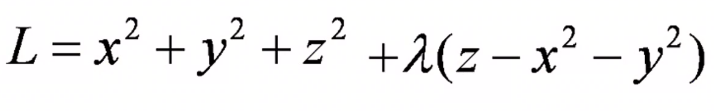 L = x² + y² + z² + λ(z − x² − y²)